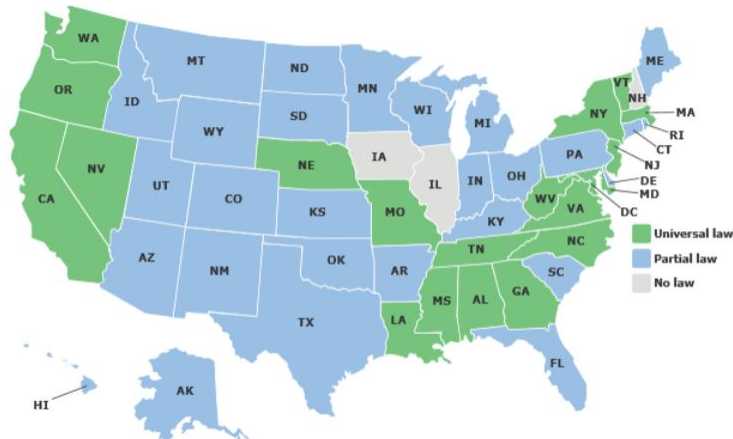 WA
MT
ND
MN
ME
VT
NH
OR
ID
SD
WI
MI
NY
MA
RI
CT
WY
NE
IA
PA
NJ
NV
UT
CO
IL
IN
OH
DE
MD
CA
KS
MO
KY
WV
VA
DC
AZ
NM
OK
AR
TN
NC
SC
TX
LA
MS
AL
GA
FL
HI
AK
Universal law
Partial law
No law